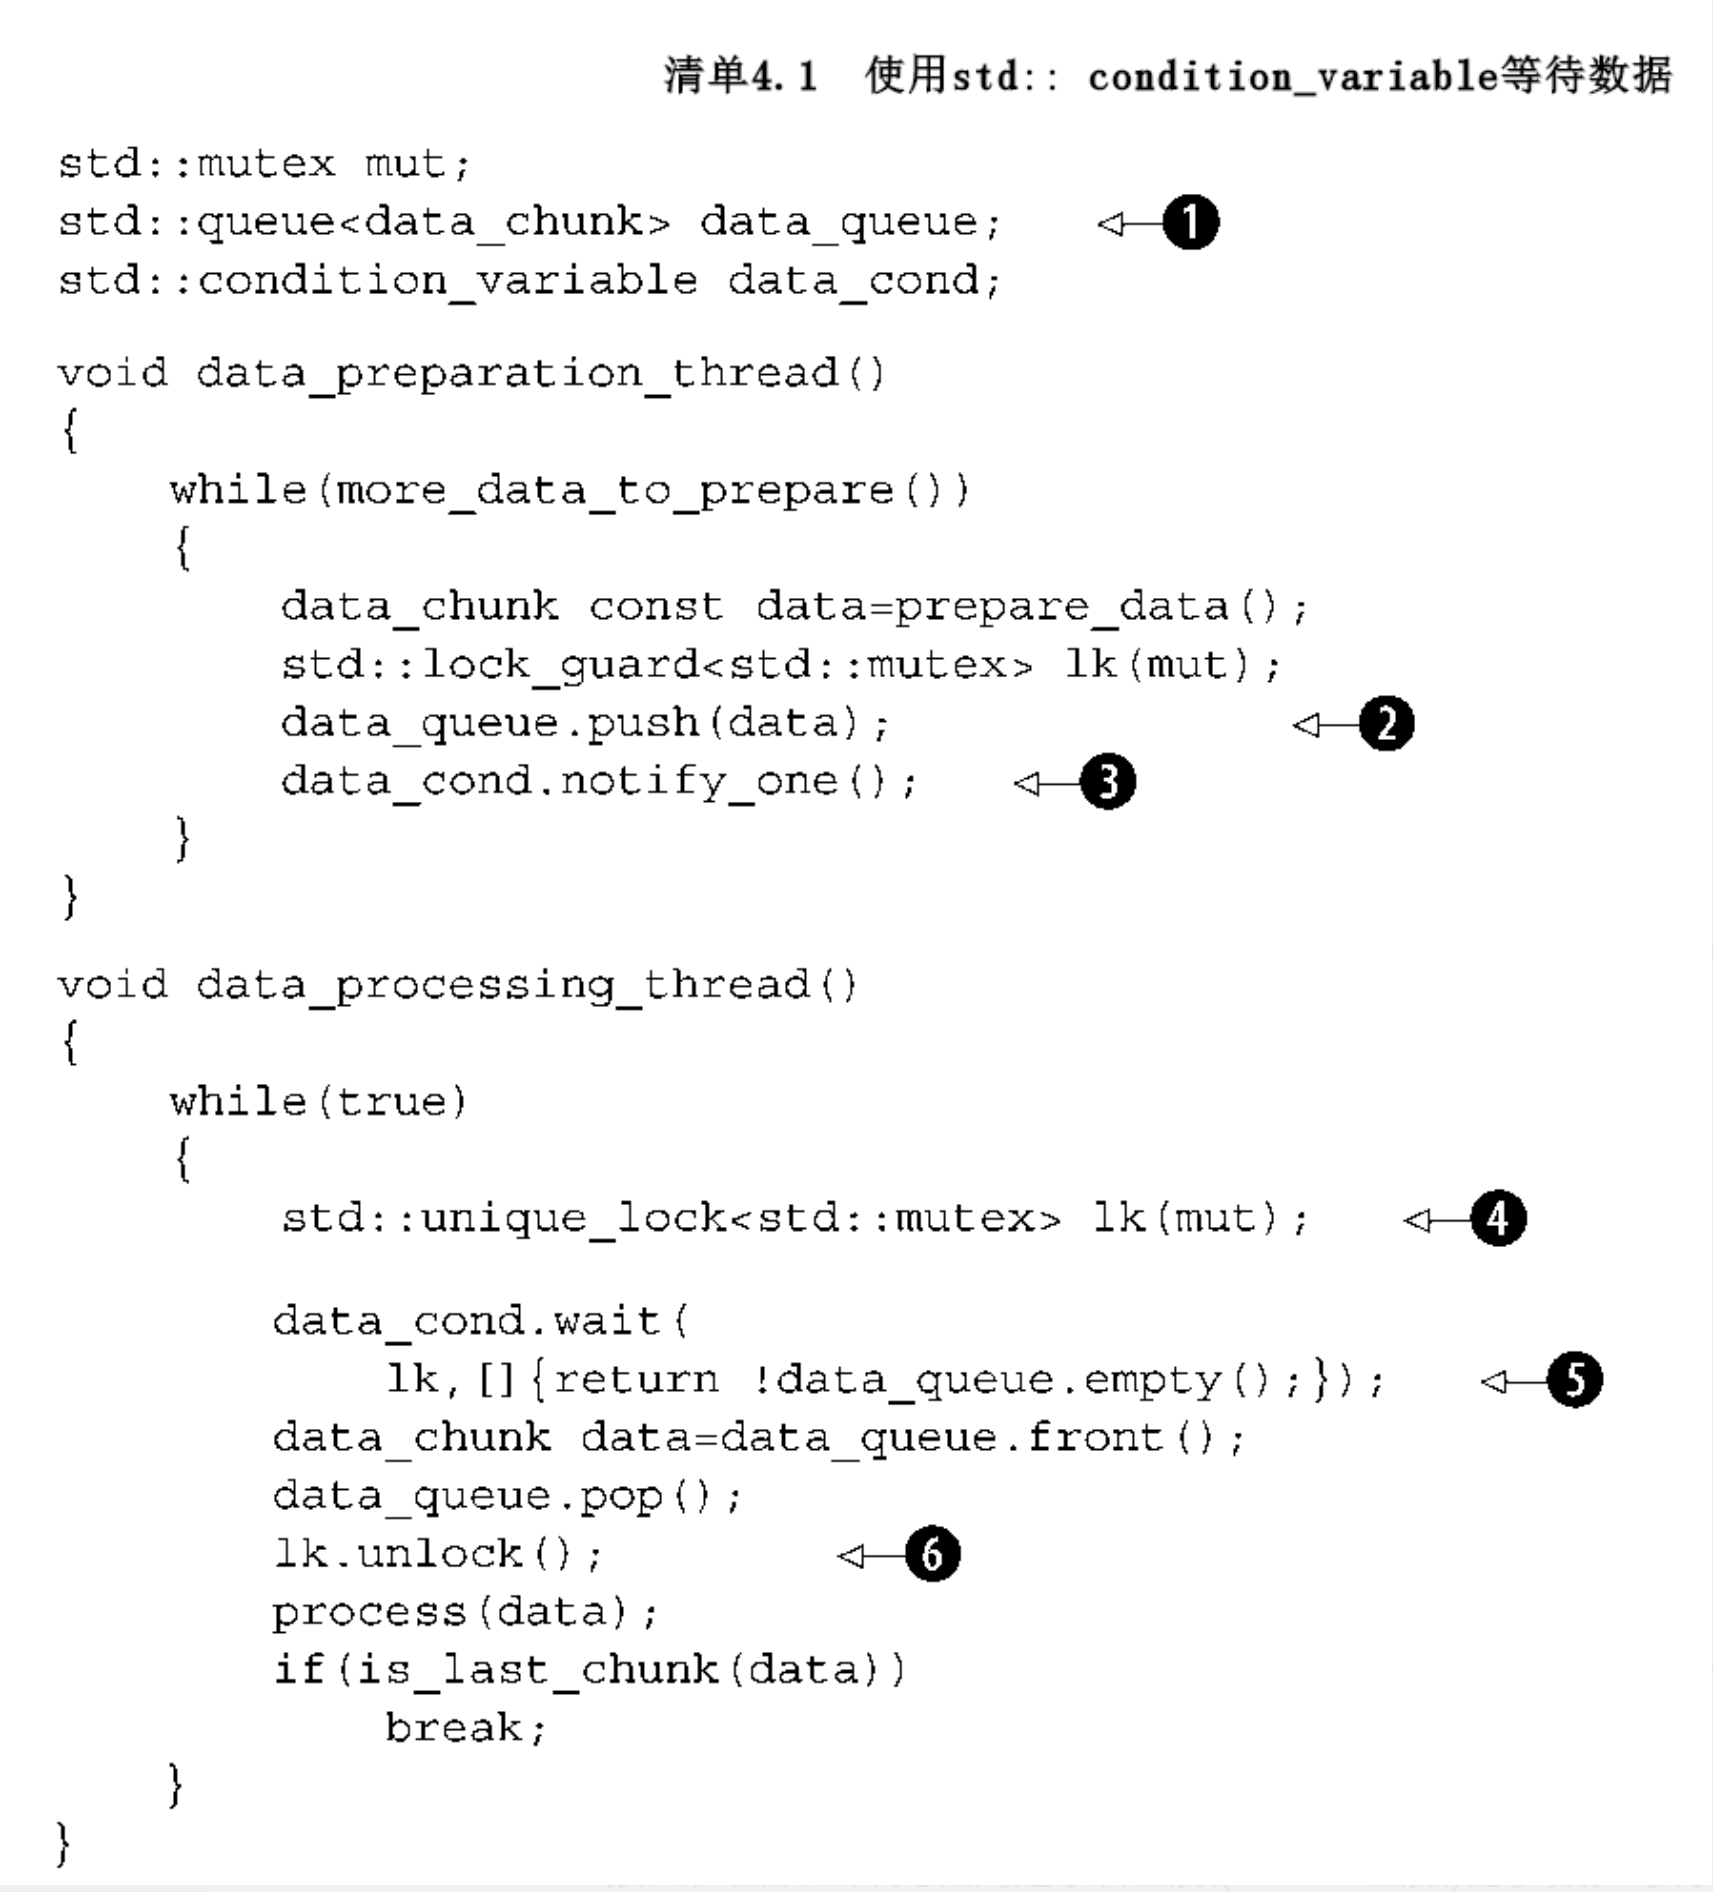 清单4.1 使用std:: condition_variable等待数据
std::mutex mut;
std::queue<data_chunk> data_queue; ❶
std::condition_variable data_cond;
void data_preparation_thread()
{
while(more_data_to_prepare())
{
data_chunk const data=prepare_data();
std::lock_guard<std::mutex> lk(mut);
data_queue.push(data); ❷
data_cond.notify_one(); ❸
}
}
void data_processing_thread()
{
while(true)
{
std::unique_lock<std::mutex> lk(mut); ❹
data_cond.wait(
lk,[]{return !data_queue.empty();}); ❺
data_chunk data=data_queue.front();
data_queue.pop();
lk.unlock(); ❻
process(data);
if(is_last_chunk(data))
break;
}
}